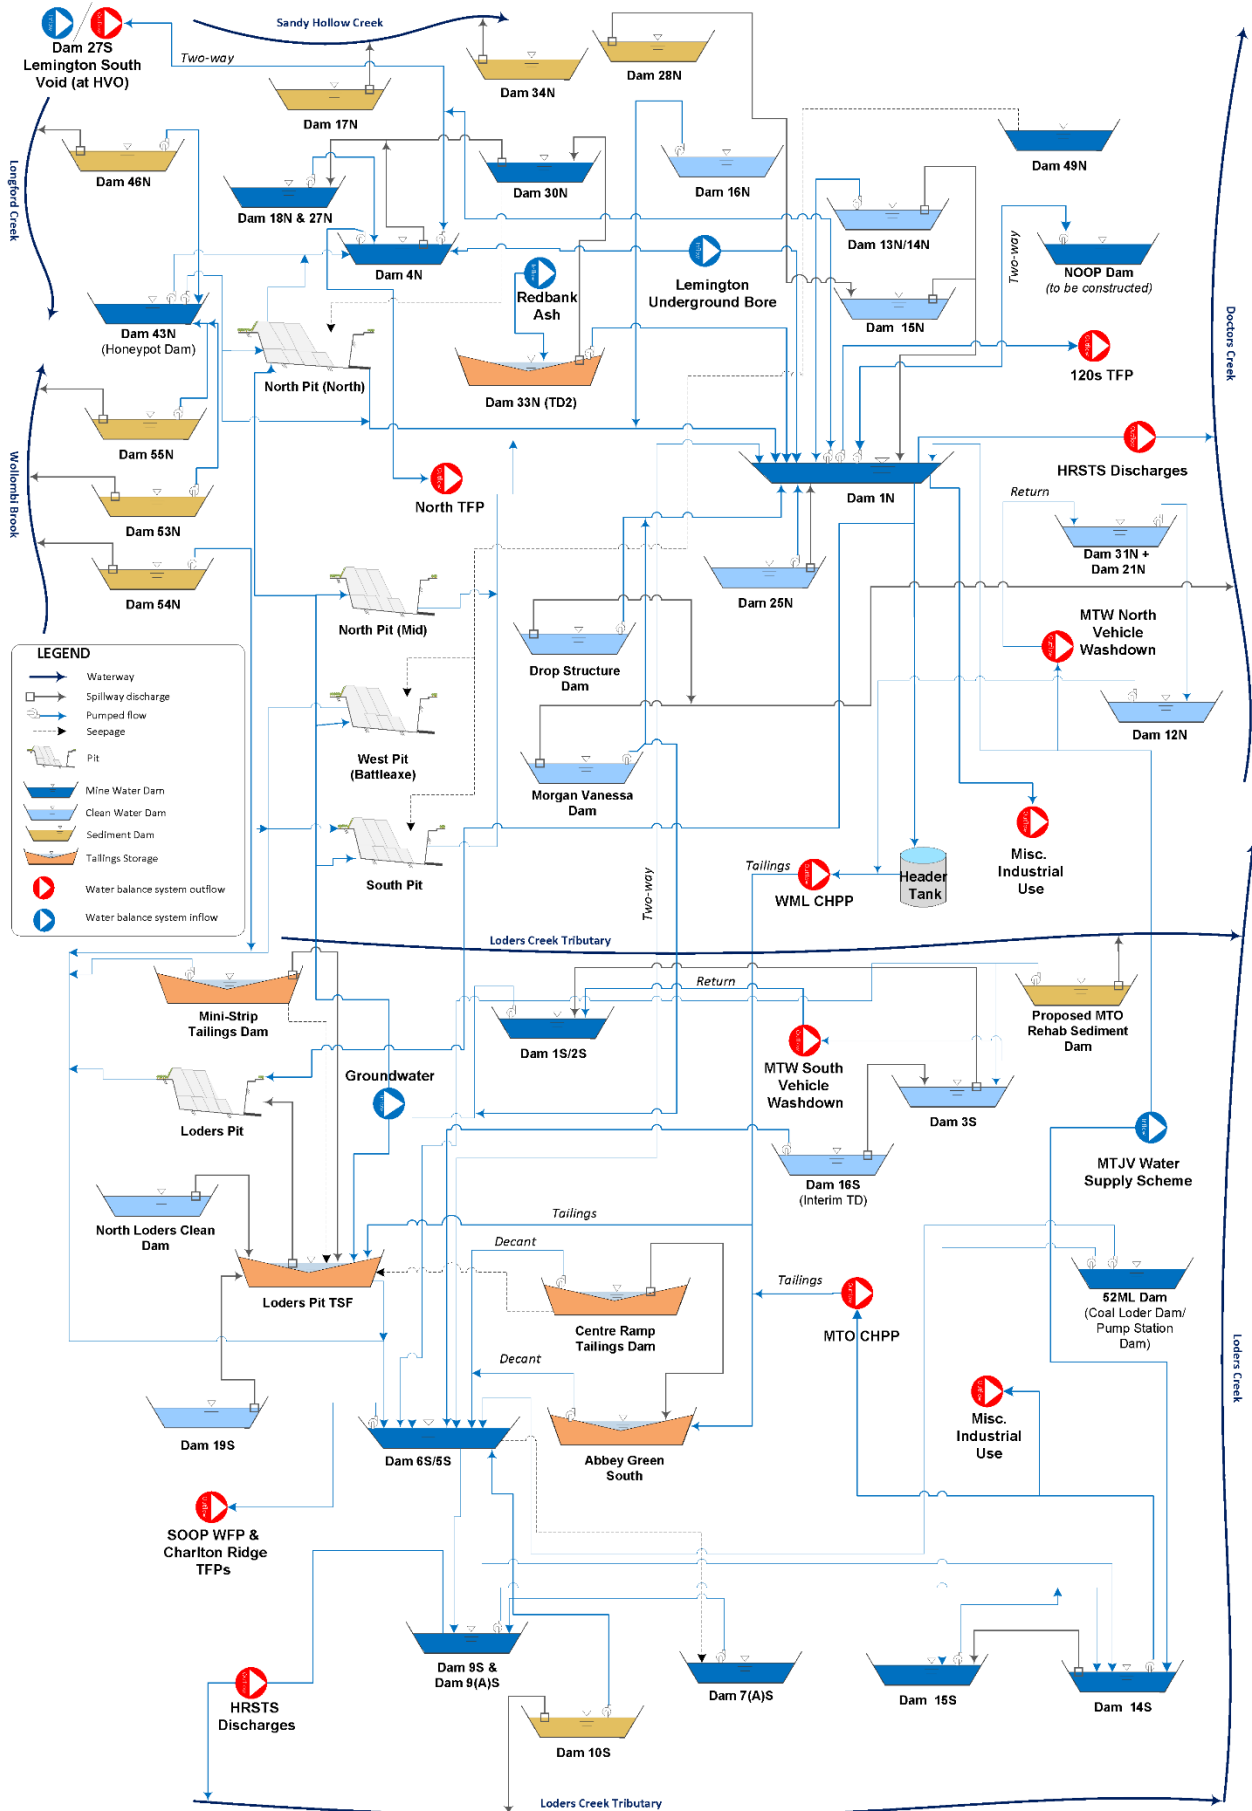 Sandy Hollow Creek
Dam 27S
Lemington South
Void (at HVO)
Two-way
Dam 34N
Dam 28N
Dam 17N
Longford Creek
Dam 46N
Dam 18N & 27N
Dam 30N
Dam 16N
Dam 49N
Dam 13N/14N
Two-way
NOOP Dam
(to be constructed)
Dam 4N
Redbank
Ash
Lemington
Underground Bore
Dam 15N
Doctors Creek
Dam 43N
(Honeypot Dam)
North Pit (North)
Dam 33N (TD2)
120s TFP
Wollombi Brook
Dam 55N
North TFP
Dam 1N
HRSTS Discharges
Dam 53N
Return
Dam 31N +
Dam 21N
Dam 54N
North Pit (Mid)
Dam 25N
MTW North
Vehicle
Washdown
Drop Structure
Dam
LEGEND
Waterway
Spillway discharge
Pumped flow
Seepage
Pit
Mine Water Dam
Clean Water Dam
Sediment Dam
Tailings Storage
Water balance system outflow
Water balance system inflow
Dam 12N
West Pit
(Battleaxe)
Morgan Vanessa
Dam
Misc.
Industrial
Use
South Pit
Two-way
Tailings
WML CHPP
Header
Tank
Loders Creek Tributary
Mini-Strip
Tailings Dam
Return
Dam 1S/2S
Proposed MTO
Rehab Sediment
Dam
MTW South
Vehicle
Washdown
Groundwater
Loders Pit
Dam 3S
MTJV Water
Supply Scheme
Dam 16S
(Interim TD)
North Loders Clean
Dam
Tailings
Decant
Loders Pit TSF
Centre Ramp
Tailings Dam
Tailings
MTO CHPP
52ML Dam
(Coal Loder Dam/
Pump Station
Dam)
Loders Creek
Decant
Dam 19S
Dam 6S/5S
Abbey Green
South
Misc.
Industrial
Use
SOOP WFP &
Charlton Ridge
TFPs
Dam 9S &
Dam 9(A)S
Dam 7(A)S
Dam 15S
Dam 14S
HRSTS
Discharges
Dam 10S
Loders Creek Tributary